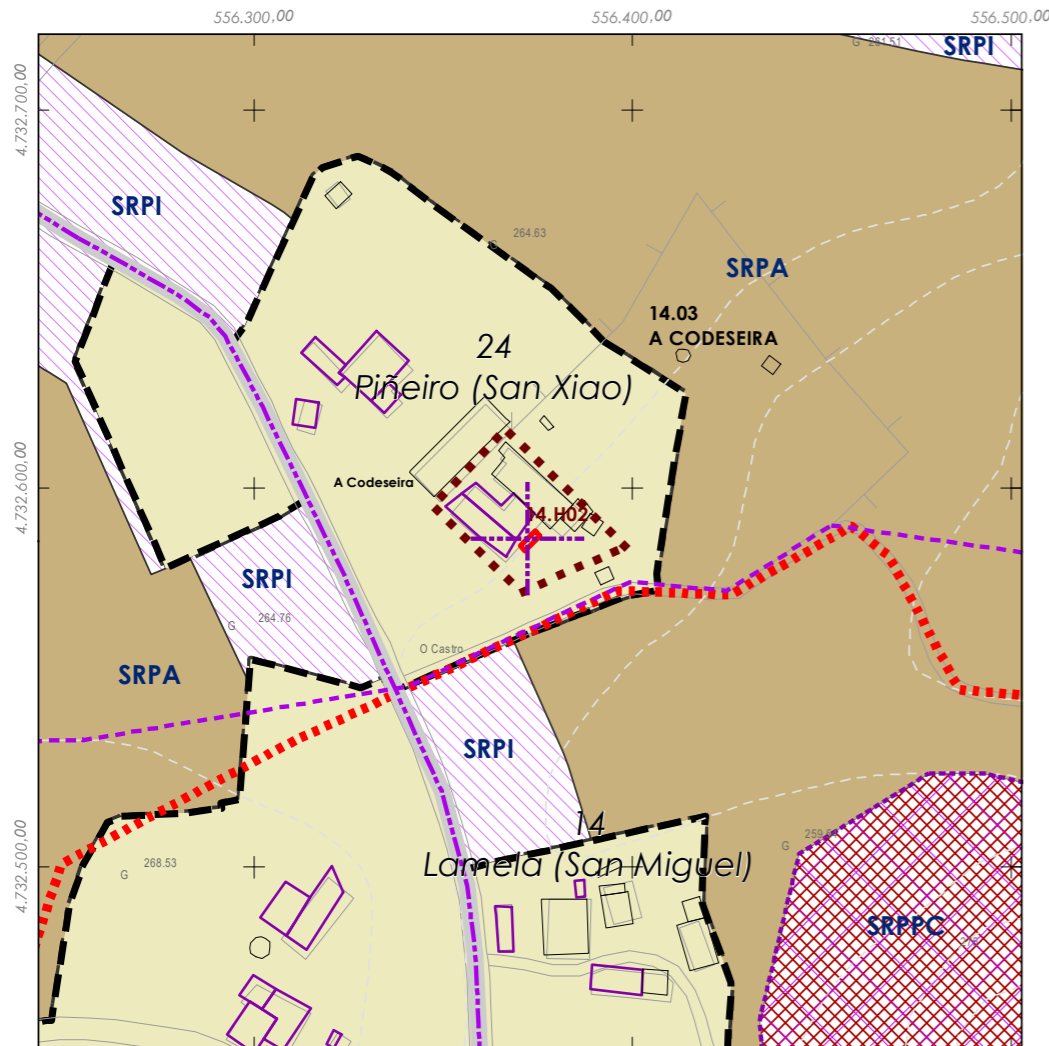 556.300,00
556.400,00
556.500,00
4.732.700,00
4.732.600,00
4.732.500,00
G 261.51
SRPI
SRPI
G 264.63
SRPA
14.03
A CODESEIRA
24
Piñeiro (San Xiao)
A Codeseira
14.H02
SRPI
G 264.76
O Castro
SRPA
SRPI
14
Lamela (San Miguel)
G 268.53
G
SRPPC